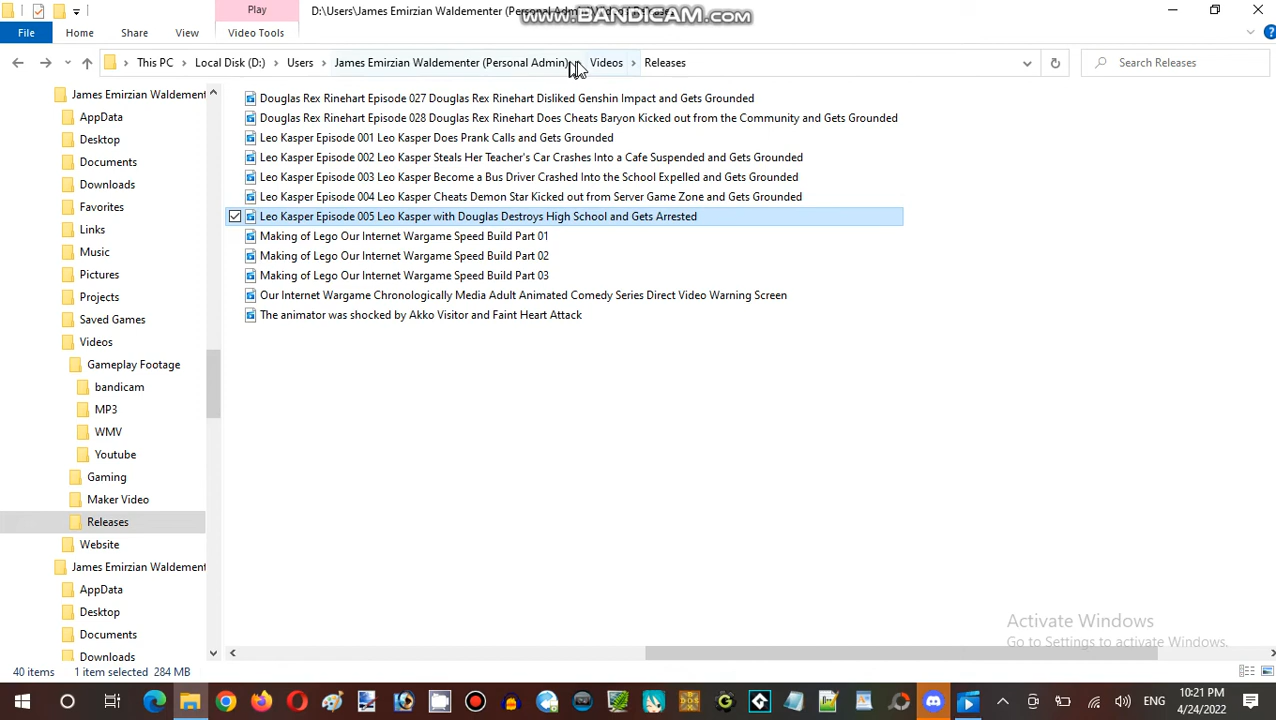 Play
D:\Users\James Emirzian Waldementer (Personal Admin)
www.BANDICAM.com
File
Home
Share
View
Video Tools
This PC
Local Disk (D:)
Users
James Emirzian Waldementer (Personal Admin)
Videos
Releases
Search Releases
James Emirzian Waldement
AppData
Desktop
Documents
Downloads
Favorites
Links
Music
Pictures
Projects
Saved Games
Videos
Gameplay Footage
bandicam
MP3
WMV
Youtube
Gaming
Maker Video
Releases
Website
James Emirzian Waldement
AppData
Desktop
Documents
Downloads
Douglas Rex Rinehart Episode 027 Douglas Rex Rinehart Disliked Genshin Impact and Gets Grounded
Douglas Rex Rinehart Episode 028 Douglas Rex Rinehart Does Cheats Baryon Kicked out from the Community and Gets Grounded
Leo Kasper Episode 001 Leo Kasper Does Prank Calls and Gets Grounded
Leo Kasper Episode 002 Leo Kasper Steals Her Teacher's Car Crashes Into a Cafe Suspended and Gets Grounded
Leo Kasper Episode 003 Leo Kasper Become a Bus Driver Crashed Into the School Expelled and Gets Grounded
Leo Kasper Episode 004 Leo Kasper Cheats Demon Star Kicked out from Server Game Zone and Gets Grounded
Leo Kasper Episode 005 Leo Kasper with Douglas Destroys High School and Gets Arrested
Making of Lego Our Internet Wargame Speed Build Part 01
Making of Lego Our Internet Wargame Speed Build Part 02
Making of Lego Our Internet Wargame Speed Build Part 03
Our Internet Wargame Chronologically Media Adult Animated Comedy Series Direct Video Warning Screen
The animator was shocked by Akko Visitor and Faint Heart Attack
Activate Windows
Go to Settings to activate Windows.
40 items
1 item selected 284 MB
ENG
10:21 PM
4/24/2022